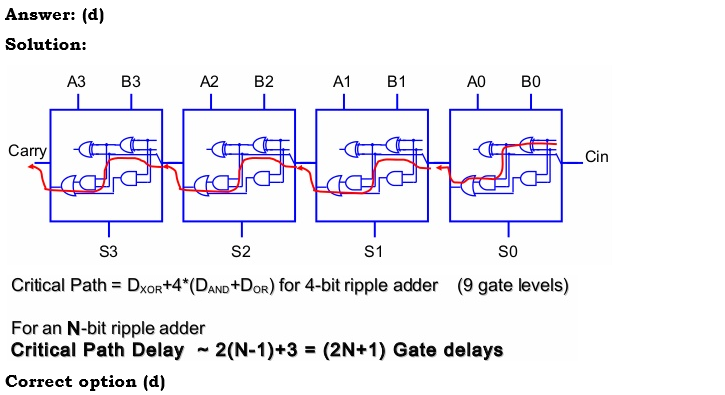 Answer: (d)
Solution:
A3 B3 A2 B2 A1 B1 A0 B0
Carry Cin
S3 S2 S1 S0
Critical Path = DXOR+4*(DAND+DOR) for 4-bit ripple adder (9 gate levels)
For an N-bit ripple adder
Critical Path Delay ~ 2(N-1)+3 = (2N+1) Gate delays
Correct option (d)